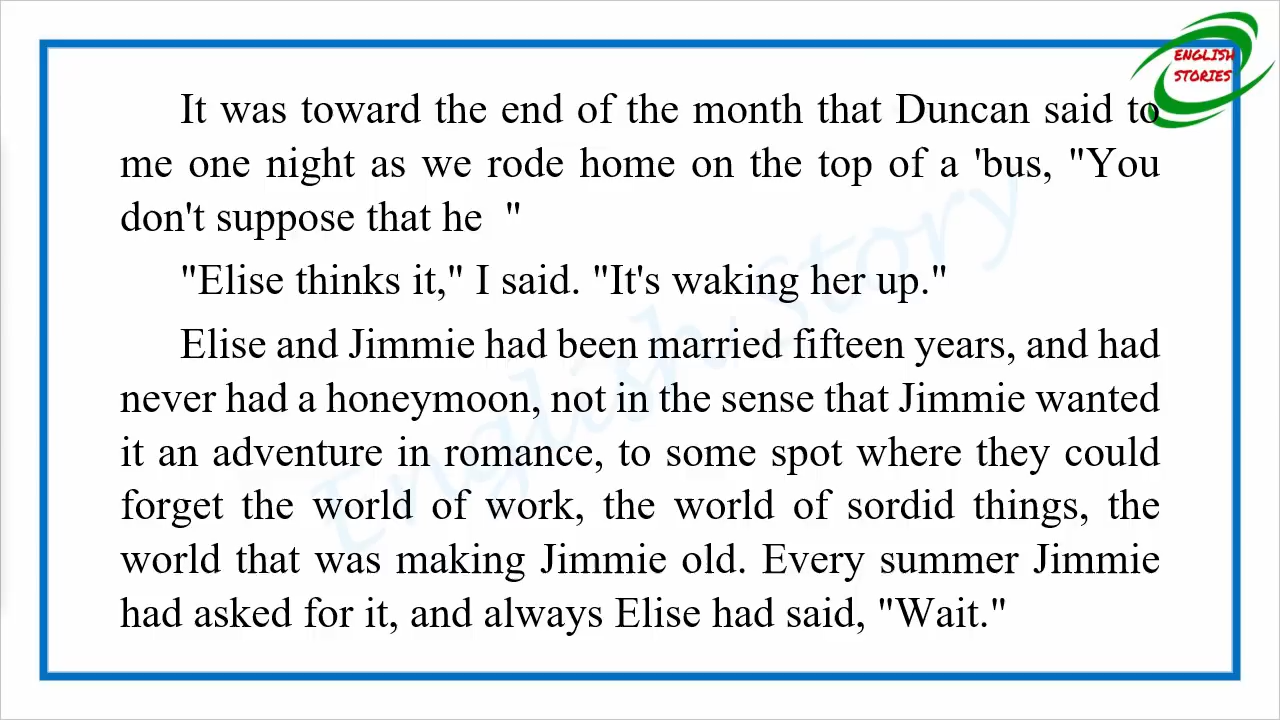 ENGLISH
STORIES
It was toward the end of the month that Duncan said to
me one night as we rode home on the top of a 'bus, "You
don't suppose that he  "
"Elise thinks it," I said. "It's waking her up."
Elise and Jimmie had been married fifteen years, and had
never had a honeymoon, not in the sense that Jimmie wanted
it an adventure in romance, to some spot where they could
forget the world of work, the world of sordid things, the
world that was making Jimmie old. Every summer Jimmie
had asked for it, and always Elise had said, "Wait."
English Story